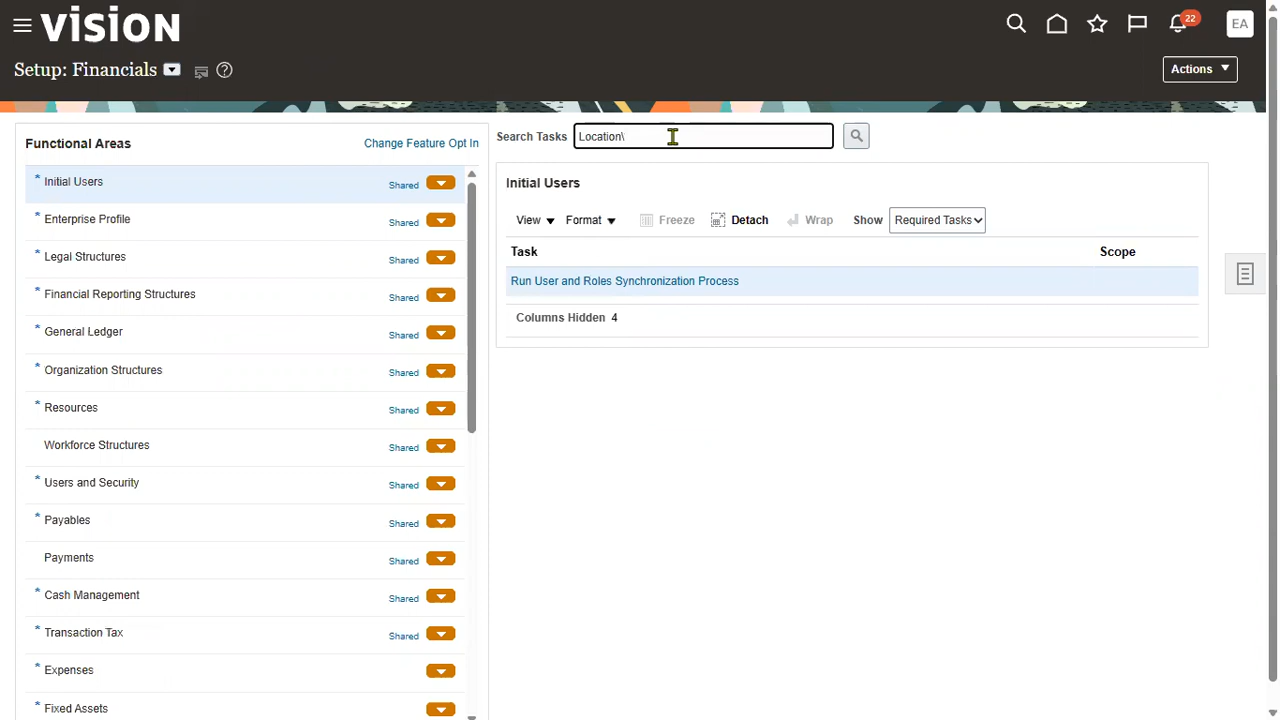 vision
22
EA
Setup: Financials
Actions
Functional Areas
Change Feature Opt In
Search Tasks
Location\
* Initial Users
Shared
* Enterprise Profile
Shared
* Legal Structures
Shared
* Financial Reporting Structures
Shared
* General Ledger
Shared
* Organization Structures
Shared
* Resources
Shared
Workforce Structures
Shared
* Users and Security
Shared
* Payables
Shared
Payments
Shared
* Cash Management
Shared
* Transaction Tax
Shared
* Expenses
* Fixed Assets
Initial Users
View
Format
Freeze
Detach
Wrap
Show
Required Tasks
Task
Scope
Run User and Roles Synchronization Process
Columns Hidden 4